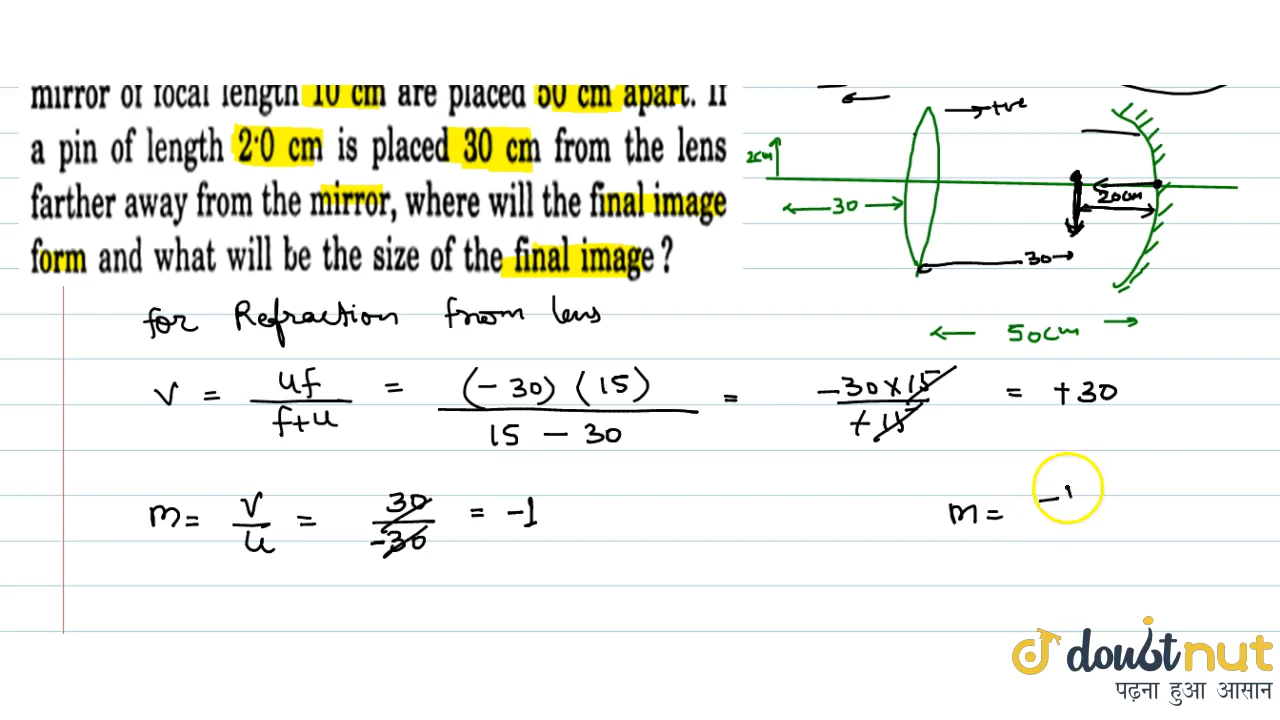 mirror of focal length 10 cm are placed 50 cm apart. If
a pin of length 2·0 cm is placed 30 cm from the lens
farther away from the mirror, where will the final image
form and what will be the size of the final image ?
+ve
2cm
30
20cm
30
50cm
for Refraction from lens
v = uf / f+u = (-30) (15) / 15 - 30 = -30×15 / +15 = +30
m = v / u = 30 / -30 = -1
m = -1
doubtnut
पढ़ना हुआ आसान